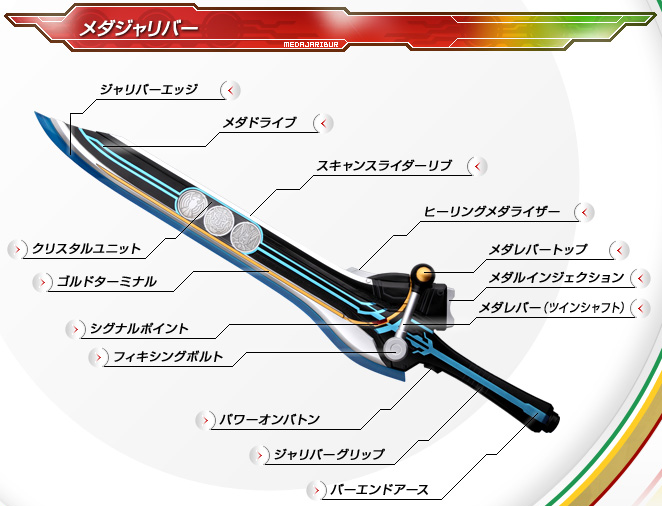 メダジャリバー
MEDAJARIBUR
ジャリバーエッジ
メダドライブ
スキャンスライダーリブ
ヒーリングメダライザー
クリスタルユニット
メダレバートップ
ゴルドターミナル
メダルインジェクション
メダレバー（ツインシャフト）
シグナルポイント
フィキシングボルト
パワーオンバトン
ジャリバーグリップ
バーエンドアース